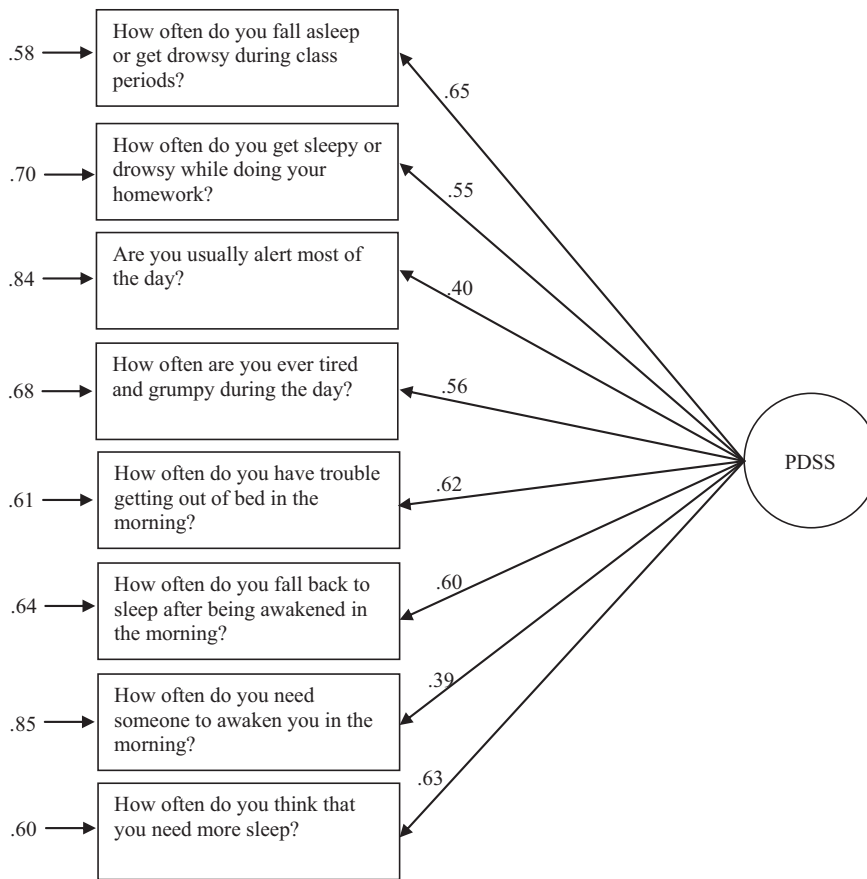 How often do you fall asleep
or get drowsy during class
periods?
.58
.65
How often do you get sleepy or
drowsy while doing your
homework?
.70
.55
Are you usually alert most of
the day?
.84
.40
How often are you ever tired
and grumpy during the day?
.68
.56
PDSS
How often do you have trouble
getting out of bed in the
morning?
.61
.62
How often do you fall back to
sleep after being awakened in
the morning?
.64
.60
How often do you need
someone to awaken you in the
morning?
.85
.39
How often do you think that
you need more sleep?
.60
.63